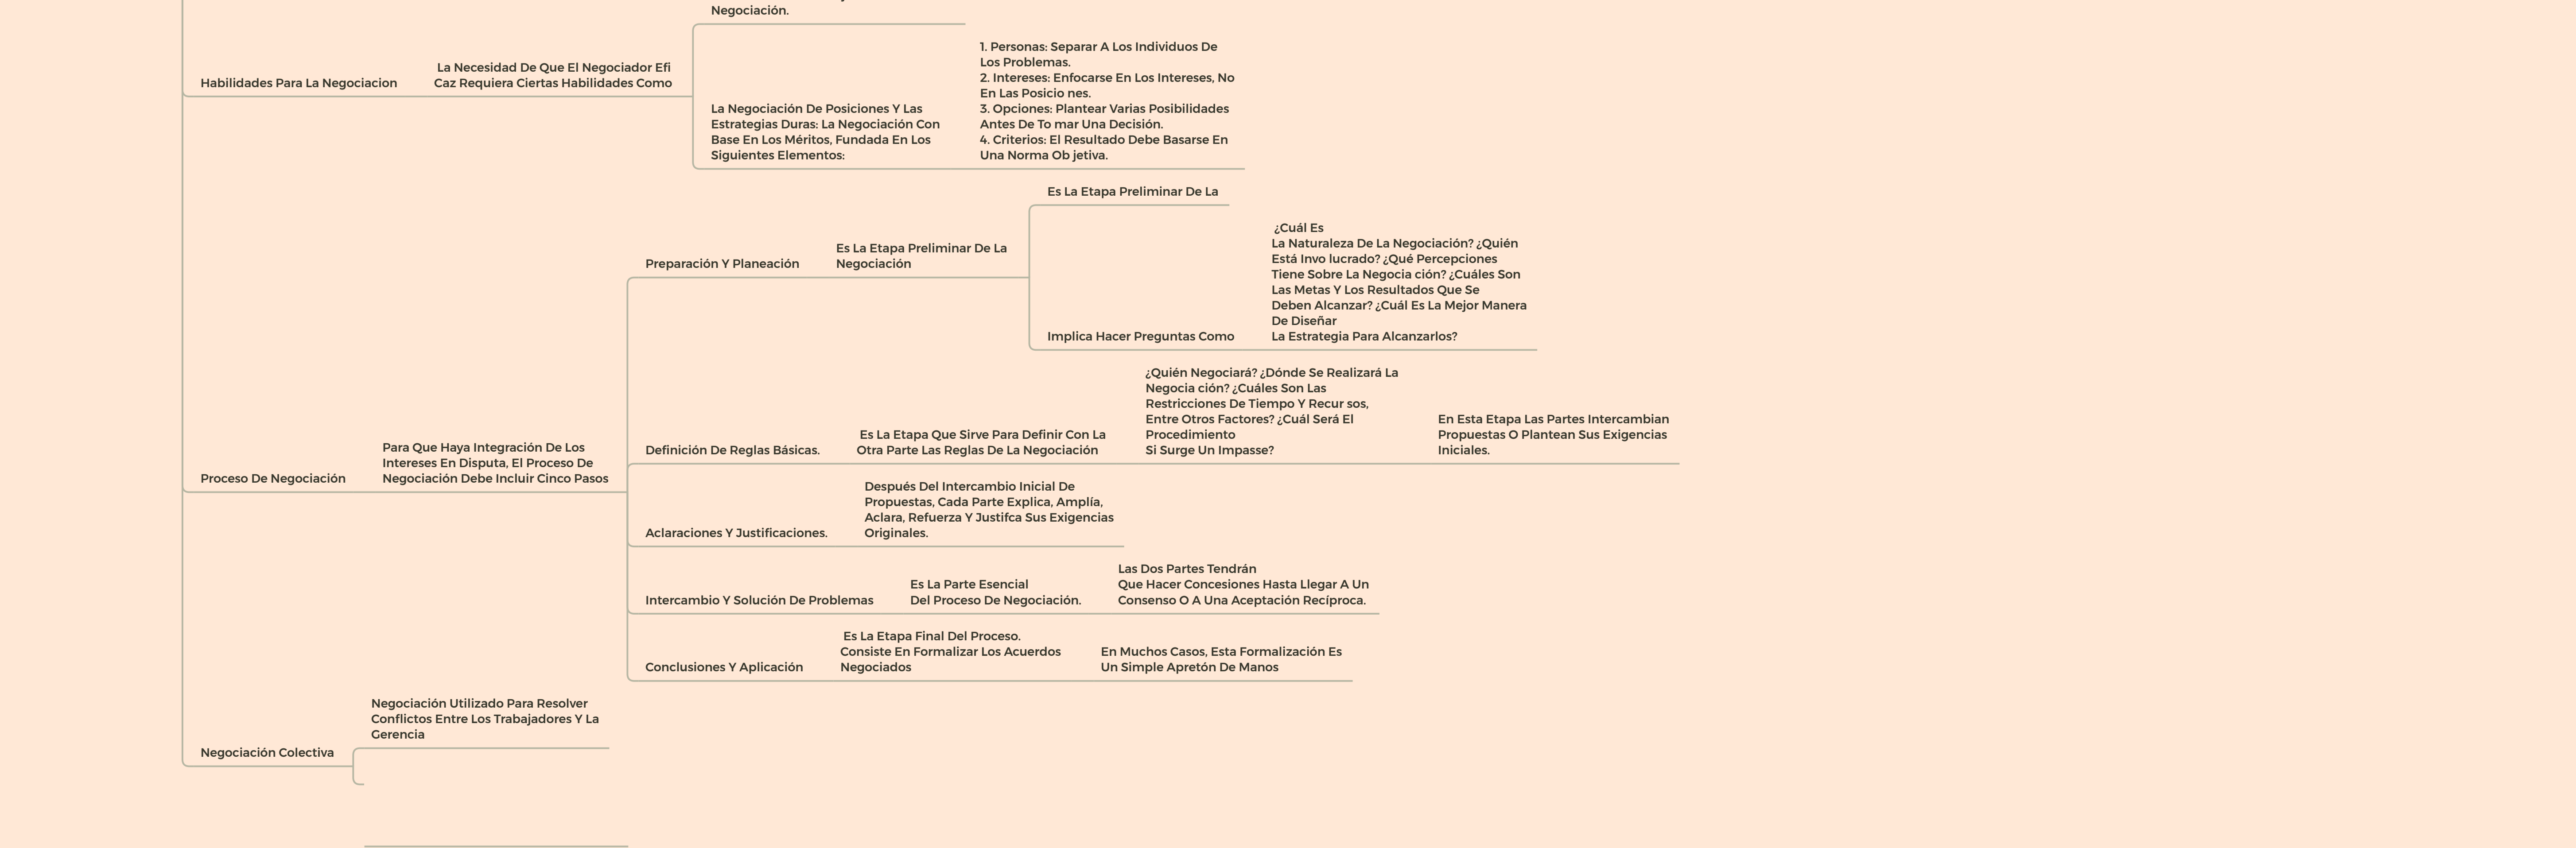 Negociación.
Habilidades Para La Negociacion
La Necesidad De Que El Negociador Efi
Caz Requiera Ciertas Habilidades Como
La Negociación De Posiciones Y Las
Estrategias Duras: La Negociación Con
Base En Los Méritos, Fundada En Los
Siguientes Elementos:
1. Personas: Separar A Los Individuos De
Los Problemas.
2. Intereses: Enfocarse En Los Intereses, No
En Las Posicio nes.
3. Opciones: Plantear Varias Posibilidades
Antes De To mar Una Decisión.
4. Criterios: El Resultado Debe Basarse En
Una Norma Ob jetiva.
Proceso De Negociación
Para Que Haya Integración De Los
Intereses En Disputa, El Proceso De
Negociación Debe Incluir Cinco Pasos
Preparación Y Planeación
Es La Etapa Preliminar De La
Negociación
Es La Etapa Preliminar De La
Implica Hacer Preguntas Como
¿Cuál Es
La Naturaleza De La Negociación? ¿Quién
Está Invo lucrado? ¿Qué Percepciones
Tiene Sobre La Negocia ción? ¿Cuáles Son
Las Metas Y Los Resultados Que Se
Deben Alcanzar? ¿Cuál Es La Mejor Manera
De Diseñar
La Estrategia Para Alcanzarlos?
Definición De Reglas Básicas.
Es La Etapa Que Sirve Para Definir Con La
Otra Parte Las Reglas De La Negociación
¿Quién Negociará? ¿Dónde Se Realizará La
Negocia ción? ¿Cuáles Son Las
Restricciones De Tiempo Y Recur sos,
Entre Otros Factores? ¿Cuál Será El
Procedimiento
Si Surge Un Impasse?
En Esta Etapa Las Partes Intercambian
Propuestas O Plantean Sus Exigencias
Iniciales.
Aclaraciones Y Justificaciones.
Después Del Intercambio Inicial De
Propuestas, Cada Parte Explica, Amplía,
Aclara, Refuerza Y Justifca Sus Exigencias
Originales.
Intercambio Y Solución De Problemas
Es La Parte Esencial
Del Proceso De Negociación.
Las Dos Partes Tendrán
Que Hacer Concesiones Hasta Llegar A Un
Consenso O A Una Aceptación Recíproca.
Conclusiones Y Aplicación
Es La Etapa Final Del Proceso.
Consiste En Formalizar Los Acuerdos
Negociados
En Muchos Casos, Esta Formalización Es
Un Simple Apretón De Manos
Negociación Colectiva
Negociación Utilizado Para Resolver
Conflictos Entre Los Trabajadores Y La
Gerencia